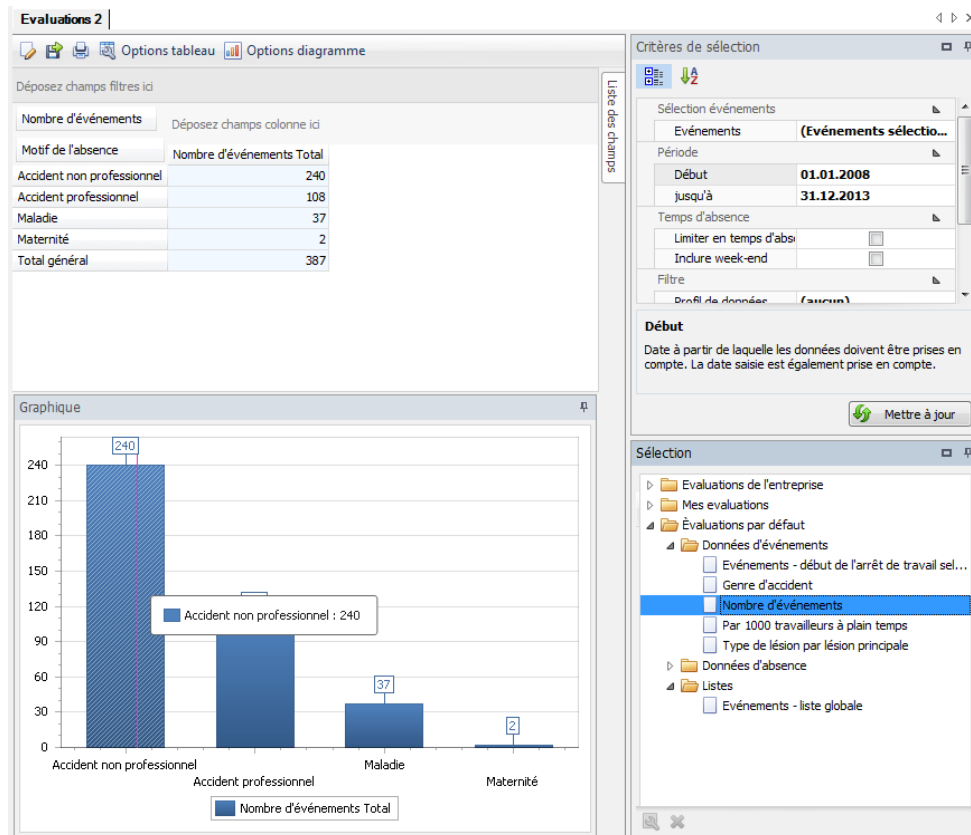 Evaluations 2
Options tableau
Options diagramme
Déposez champs filtres ici
Nombre d'événements
Déposez champs colonne ici
Motif de l'absence
Nombre d'événements Total
Accident non professionnel 240
Accident professionnel 108
Maladie 37
Maternité 2
Total général 387
Liste des champs
Graphique
240
240
210
180
150
120
90
60
30
0
Accident non professionnel : 240
37
2
Accident non professionnel
Accident professionnel
Maladie
Maternité
Nombre d'événements Total
Critères de sélection
Sélection événements
Evénements (Evénements sélectio...
Période
Début 01.01.2008
jusqu'à 31.12.2013
Temps d'absence
Limiter en temps d'abs
Inclure week-end
Filtre
Profil de données (aucun)
Début
Date à partir de laquelle les données doivent être prises en
compte. La date saisie est également prise en compte.
Mettre à jour
Sélection
Evaluations de l'entreprise
Mes evaluations
Èvaluations par défaut
Données d'événements
Evénements - début de l'arrêt de travail sel...
Genre d'accident
Nombre d'événements
Par 1000 travailleurs à plain temps
Type de lésion par lésion principale
Données d'absence
Listes
Evénements - liste globale